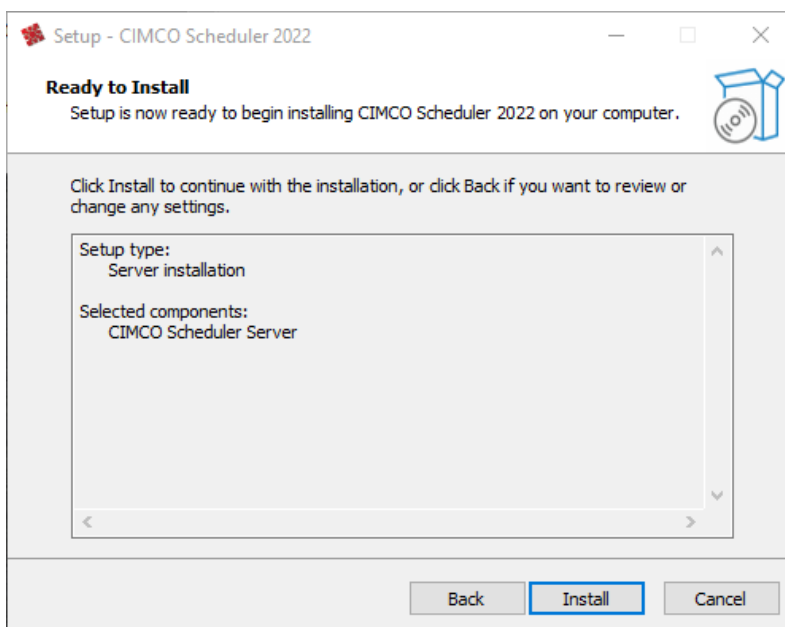 Setup - CIMCO Scheduler 2022
Ready to Install
Setup is now ready to begin installing CIMCO Scheduler 2022 on your computer.
Click Install to continue with the installation, or click Back if you want to review or
change any settings.
Setup type:
Server installation
Selected components:
CIMCO Scheduler Server
Back Install Cancel